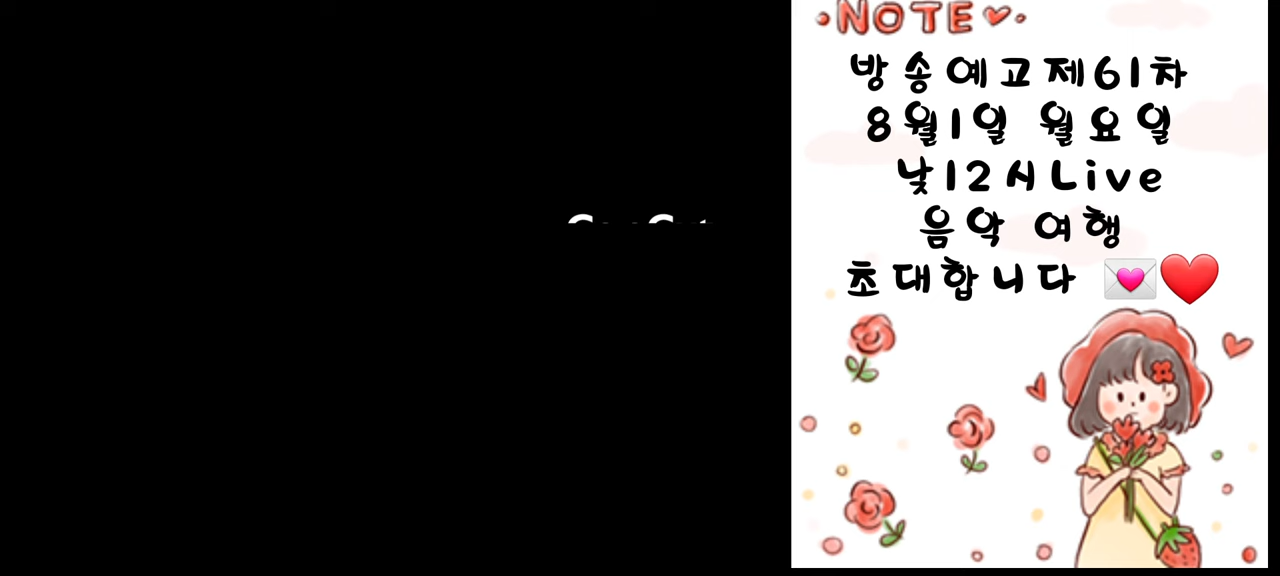 NOTE
방송예고제61차
8월1일 월요일
낮12시Live
음악 여행
초대합니다 💌❤️